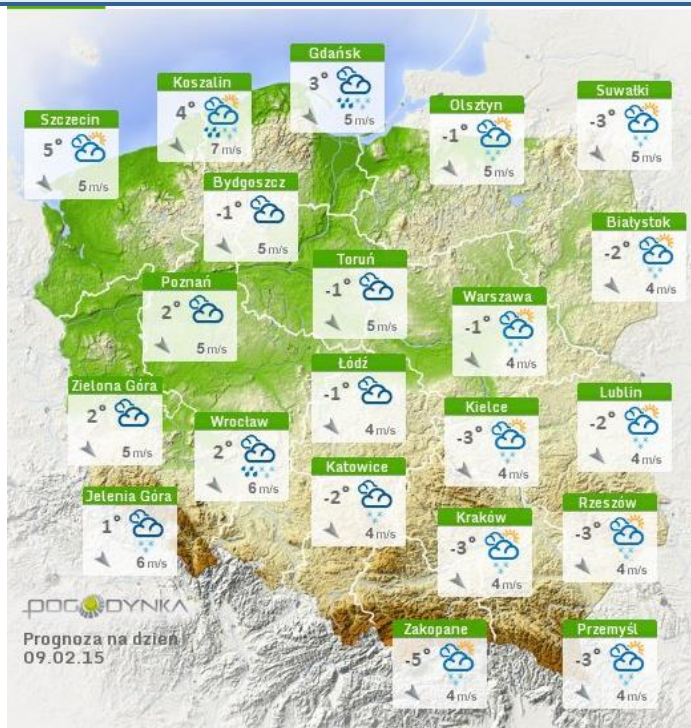 Gdańsk
3°
5 m/s
Koszalin
4°
7 m/s
Suwałki
-3°
5 m/s
Olsztyn
-1°
5 m/s
Szczecin
5°
5 m/s
Bydgoszcz
-1°
5 m/s
Białystok
-2°
4 m/s
Toruń
-1°
5 m/s
Poznań
2°
5 m/s
Warszawa
-1°
4 m/s
Łódź
-1°
4 m/s
Zielona Góra
2°
5 m/s
Lublin
-2°
4 m/s
Kielce
-3°
4 m/s
Wrocław
2°
6 m/s
Katowice
-2°
4 m/s
Jelenia Góra
1°
6 m/s
Rzeszów
-3°
4 m/s
Kraków
-3°
4 m/s
POGODYNKA
Prognoza na dzień
09.02.15
Zakopane
-5°
4 m/s
Przemyśl
-3°
4 m/s